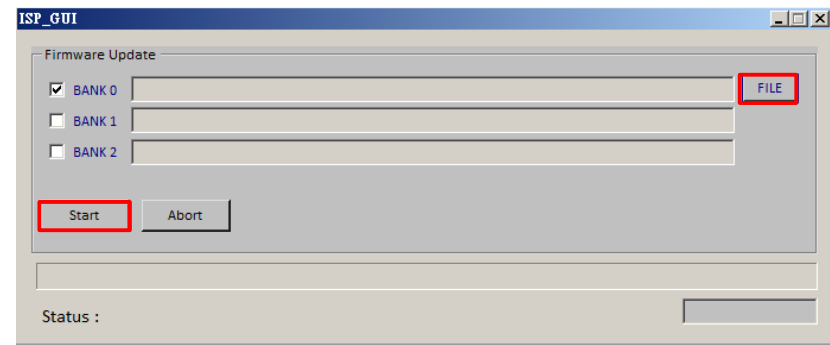 ISP_GUI
Firmware Update
BANK 0
FILE
BANK 1
BANK 2
Start Abort
Status :